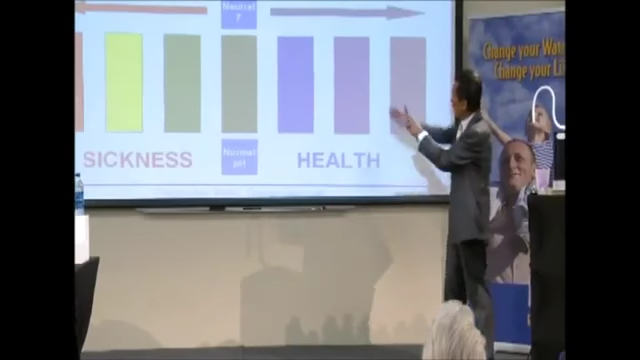 Neutral
7
SICKNESS
Normal
pH
HEALTH
Change your Wat
Change your Li